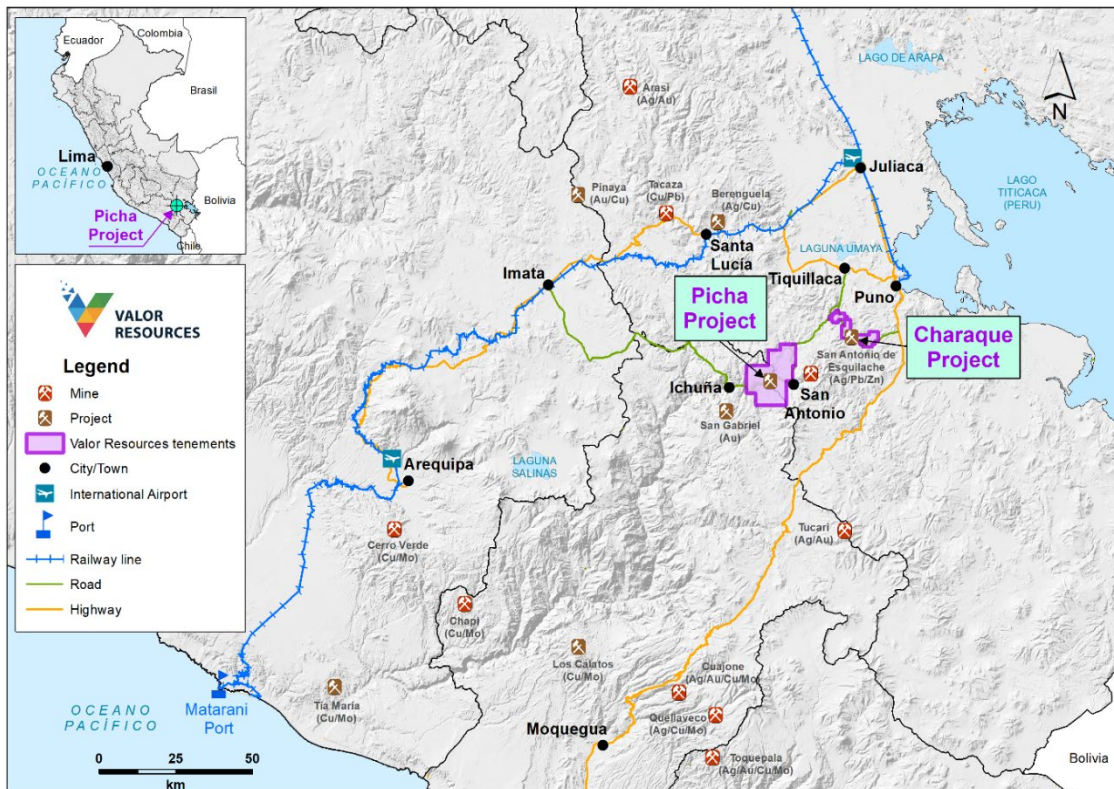 Ecuador
Colombia
Brasil
Lima
OCEANO
PACÍFICO
Bolivia
Picha
Project
Chile
VALOR
RESOURCES
Legend
Mine
Project
Valor Resources tenements
City/Town
International Airport
Port
Railway line
Road
Highway
LAGO DE ARAPA
N
Arasi
(Ag/Au)
Juliaca
LAGO
TITICACA
(PERU)
Pinaya
(Au/Cu)
Tacaza
(Cu/Pb)
Berenguela
(Ag/Cu)
Santa
Lucía
LAGUNA UMAYA
Imata
Tiquillaca
Puno
Picha
Project
Charaque
Project
San Antonio de
Esquilache
(Ag/Pb/Zn)
Ichuña
San
Antonio
San Gabriel
(Au)
Arequipa
LAGUNA
SALINAS
Cerro Verde
(Cu/Mo)
Tucari
(Ag/Au)
Chapi
(Cu/Mo)
Los Calatos
(Cu/Mo)
Cuajone
(Ag/Au/Cu/Mo)
Tía María
(Cu/Mo)
Quellaveco
(Ag/Cu/Mo)
Matarani
Port
OCEANO
PACÍFICO
Moquegua
Toquepala
(Ag/Au/Cu/Mo)
Bolivia
0 25 50
km